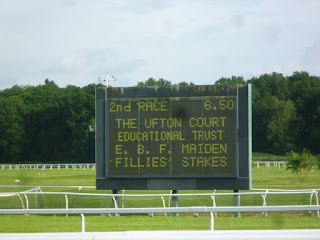 2nd RACE 6.50
THE UFTON COURT
EDUCATIONAL TRUST
E. B. F. MAIDEN
FILLIES' STAKES